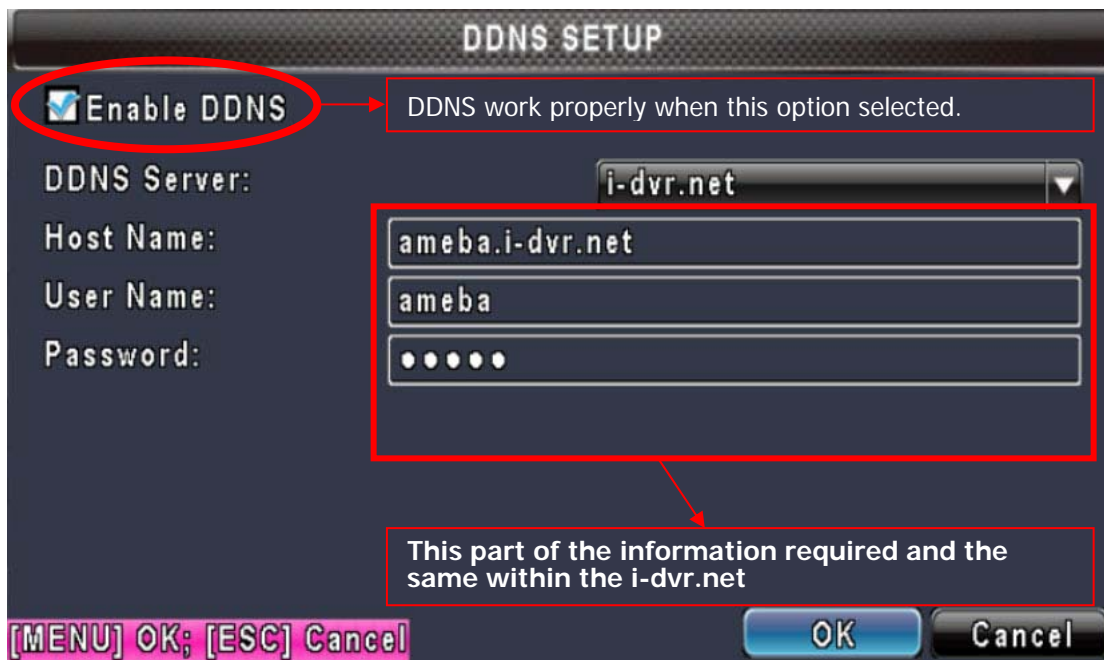 DDNS SETUP
Enable DDNS
DDNS work properly when this option selected.
DDNS Server:
i-dvr.net
Host Name:
ameba.i-dvr.net
User Name:
ameba
Password:
●●●●●
This part of the information required and the
same within the i-dvr.net
[MENU] OK; [ESC] Cancel
OK
Cancel